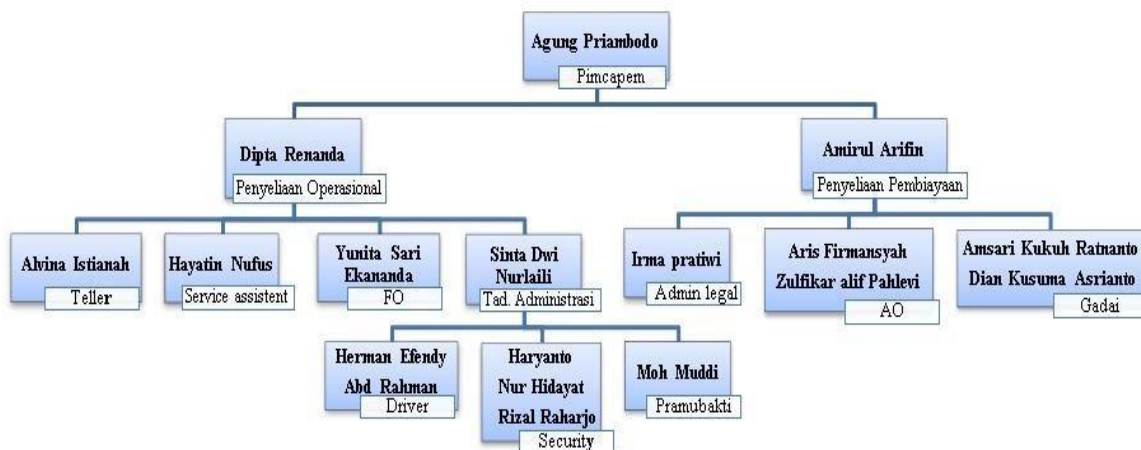 Agung Priambodo
Pimcapem
Dipta Renanda
Penyeliaan Operasional
Amirul Arifin
Penyeliaan Pembiayaan
Alvina Istianah
Teller
Hayatin Nufus
Service assistent
Yunita Sari
Ekananda
FO
Sinta Dwi
Nurlaili
Tad. Administrasi
Irma pratiwi
Admin legal
Aris Firmansyah
Zulfikar alif Pahlevi
AO
Amsari Kukuh Ratnanto
Dian Kusuma Asrianto
Gadai
Herman Efendy
Abd Rahman
Driver
Haryanto
Nur Hidayat
Rizal Raharjo
Security
Moh Muddi
Pramubakti